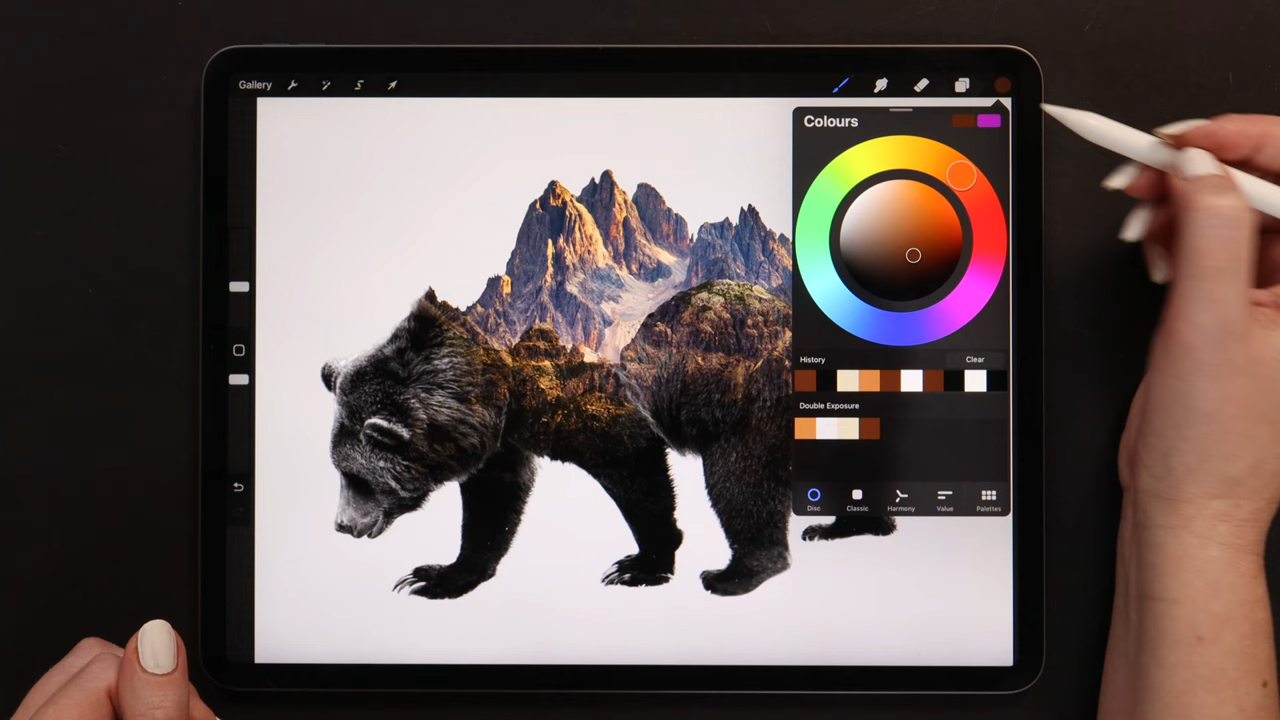 Gallery
Colours
History
Clear
Double Exposure
Disc
Classic
Harmony
Value
Palettes